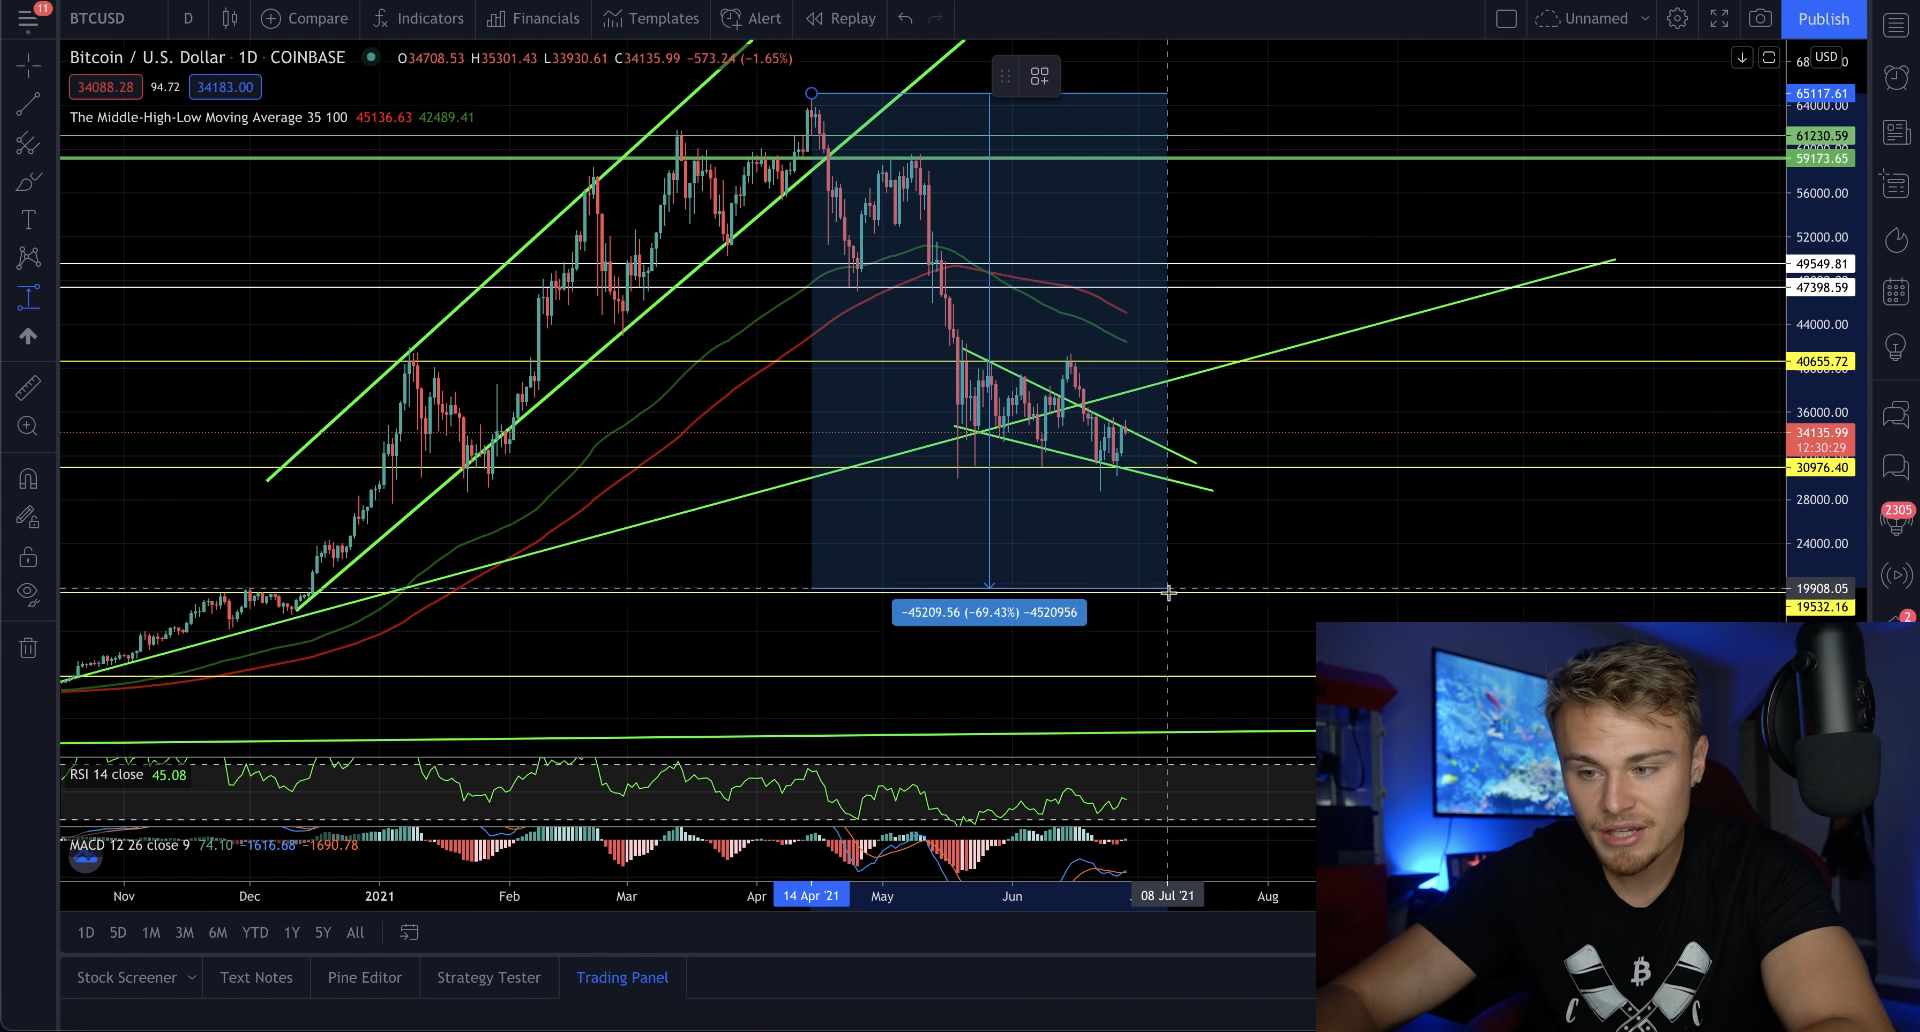 11
BTCUSD D Compare Indicators Financials Templates Alert Replay Unnamed Publish
Bitcoin / U.S. Dollar · 1D · COINBASE O34708.53 H35301.43 L33930.61 C34135.99 −573.24 (−1.65%)
34088.28 94.72 34183.00
The Middle-High-Low Moving Average 35 100 45136.63 42489.41
USD
65117.61
64000.00
61230.59
59173.65
56000.00
52000.00
49549.81
47398.59
44000.00
40655.72
36000.00
34135.99
12:30:29
30976.40
28000.00
24000.00
19908.05
19532.16
−45209.56 (−69.43%) −4520956
2305
2
RSI 14 close 45.08
MACD 12 26 close 9 74.10 −1616.68 −1690.78
Nov Dec 2021 Feb Mar Apr 14 Apr '21 May Jun 08 Jul '21 Aug
1D 5D 1M 3M 6M YTD 1Y 5Y All
Stock Screener Text Notes Pine Editor Strategy Tester Trading Panel
₿
C C